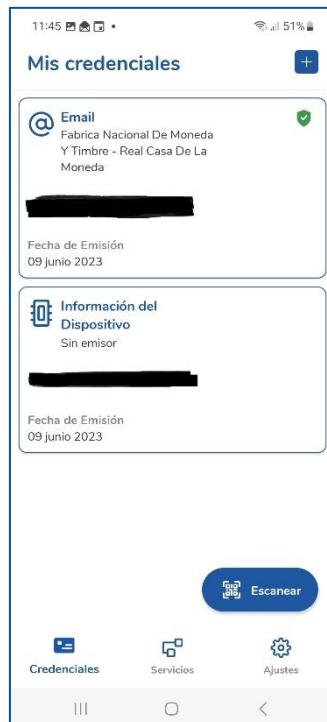 11:45
51%
Mis credenciales
Email
Fabrica Nacional De Moneda
Y Timbre - Real Casa De La
Moneda
Fecha de Emisión
09 junio 2023
Información del
Dispositivo
Sin emisor
Fecha de Emisión
09 junio 2023
Escanear
Credenciales
Servicios
Ajustes